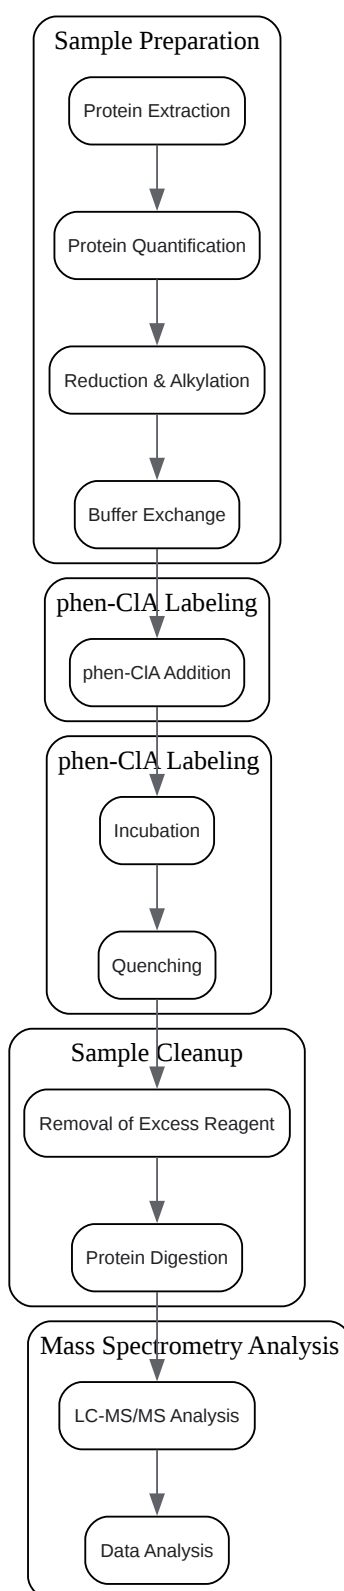 Sample Preparation
Protein Extraction
Protein Quantification
Reduction & Alkylation
Buffer Exchange
phen-ClA Labeling
phen-ClA Addition
phen-ClA Labeling
Incubation
Quenching
Sample Cleanup
Removal of Excess Reagent
Protein Digestion
Mass Spectrometry Analysis
LC-MS/MS Analysis
Data Analysis